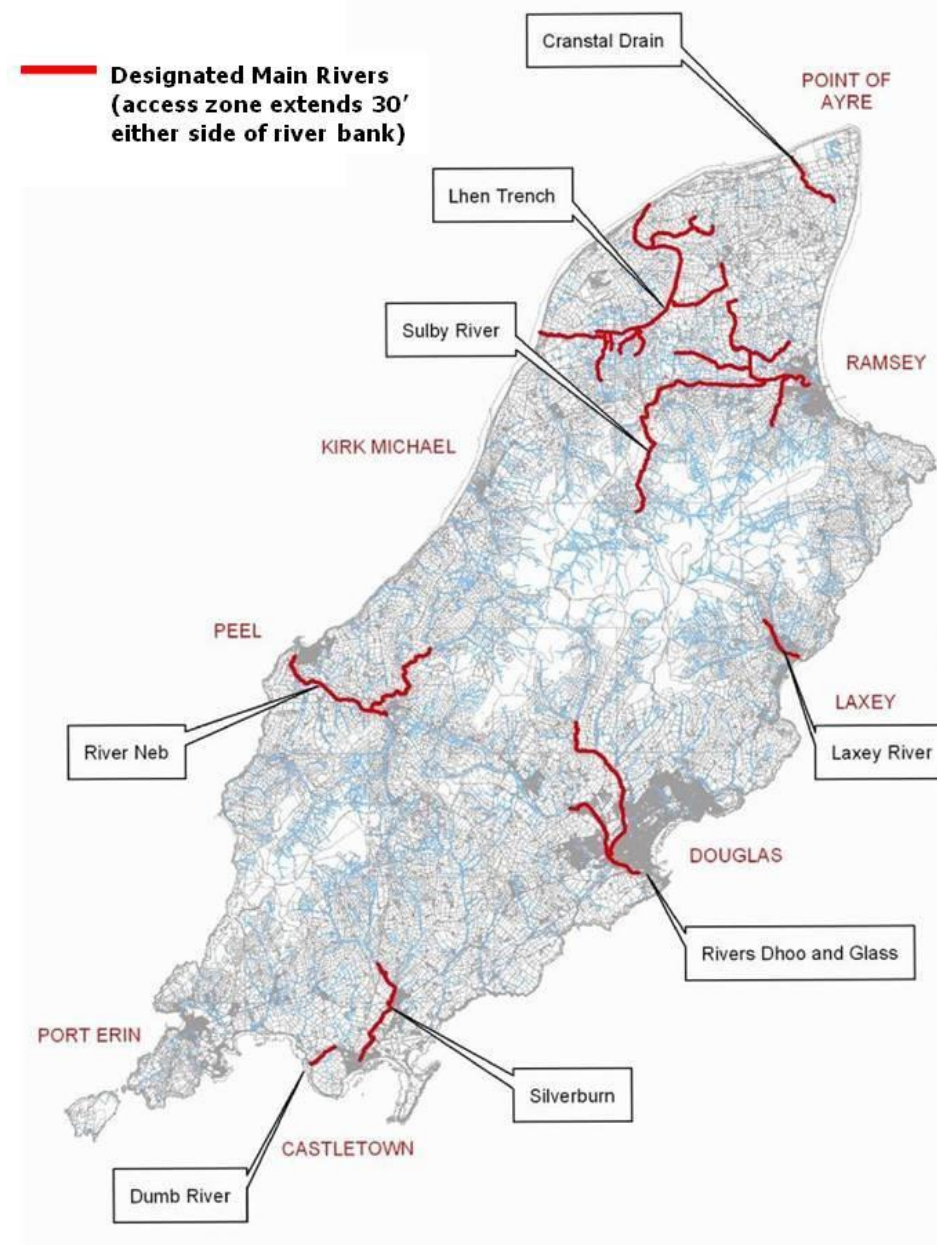 Designated Main Rivers
(access zone extends 30’
either side of river bank)
Cranstal Drain
POINT OF
AYRE
Lhen Trench
Sulby River
RAMSEY
KIRK MICHAEL
PEEL
River Neb
LAXEY
Laxey River
DOUGLAS
Rivers Dhoo and Glass
PORT ERIN
Silverburn
CASTLETOWN
Dumb River